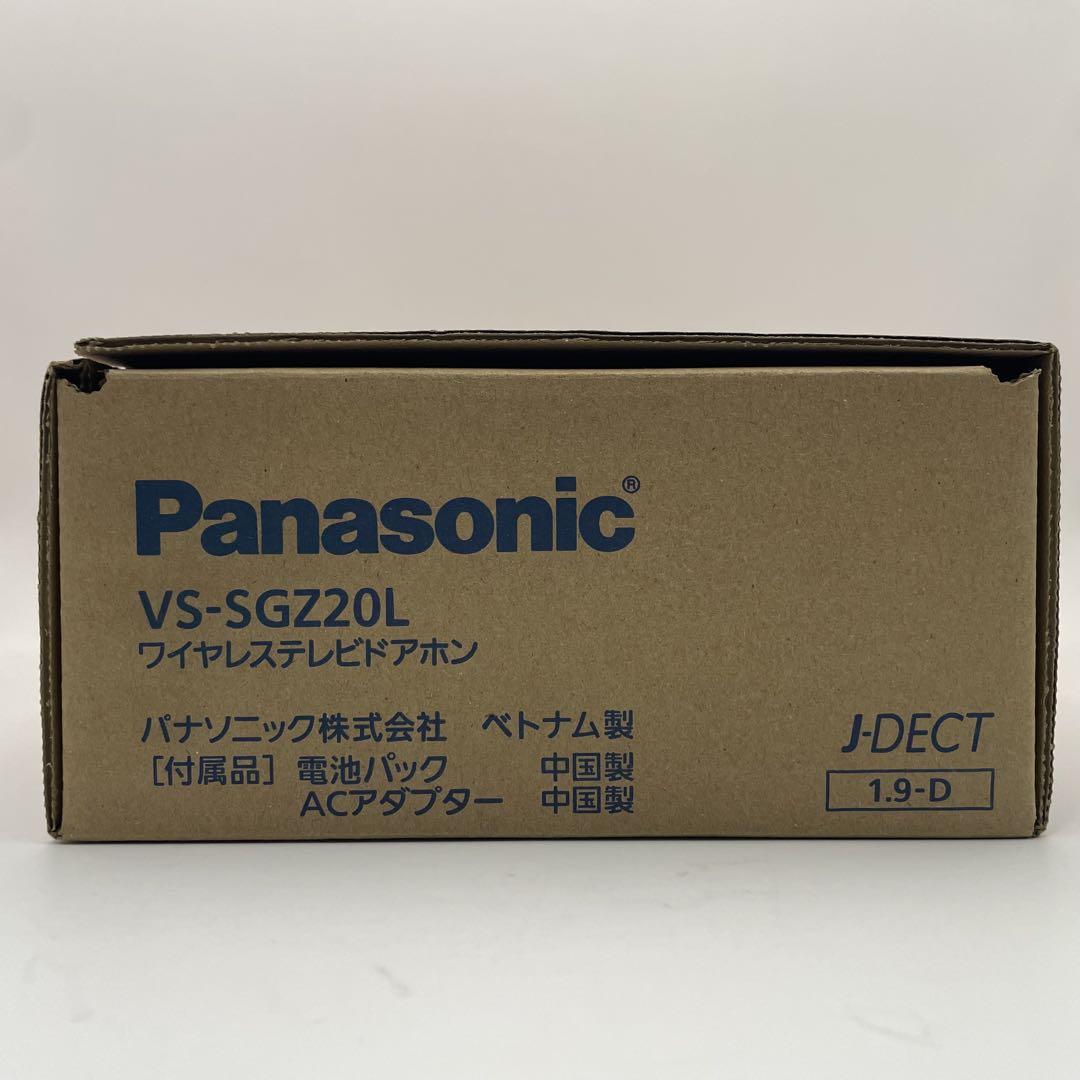 Panasonic®
VS-SGZ20L
ワイヤレステレビドアホン
パナソニック株式会社 ベトナム製
［付属品］電池パック 中国製
ACアダプター 中国製
J-DECT
1.9-D